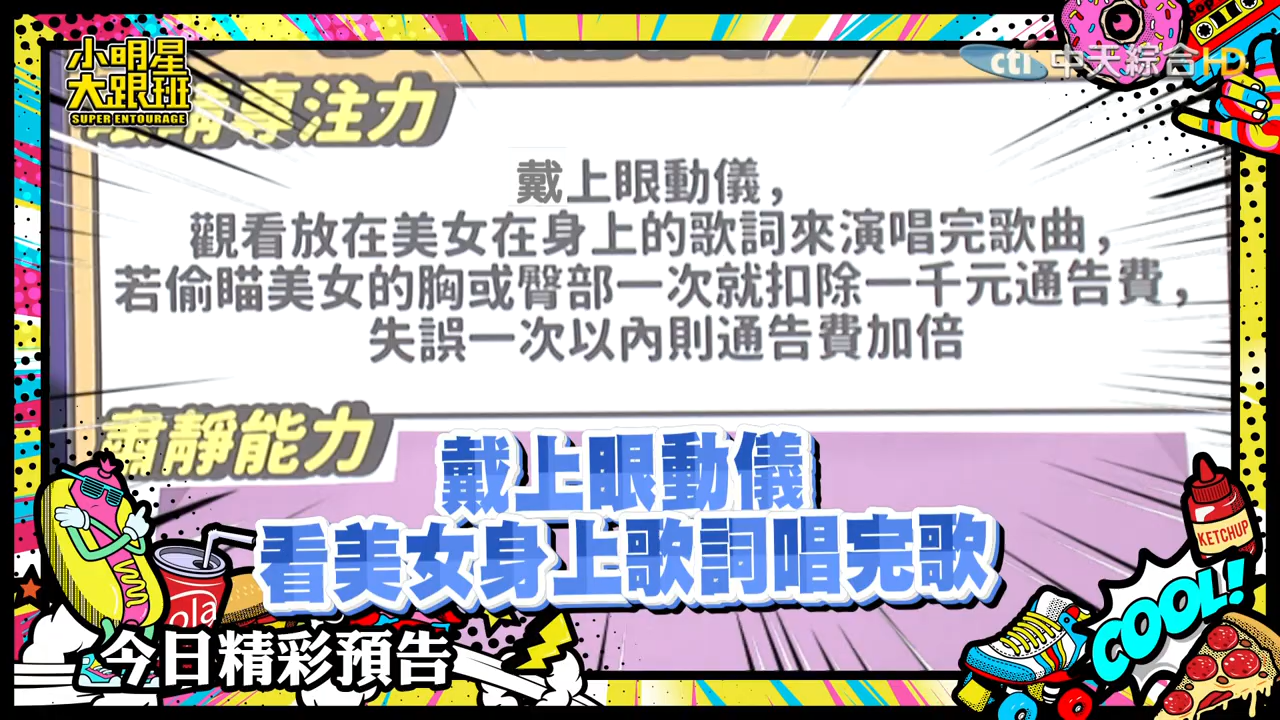 小明星
大跟班
SUPER ENTOURAGE
cti 中天綜合HD
專注力
戴上眼動儀，
觀看放在美女在身上的歌詞來演唱完歌曲，
若偷瞄美女的胸或臀部一次就扣除一千元通告費，
失誤一次以內則通告費加倍
肅靜能力
戴上眼動儀
看美女身上歌詞唱完歌
今日精彩預告
Cola
KETCHUP
COOL!